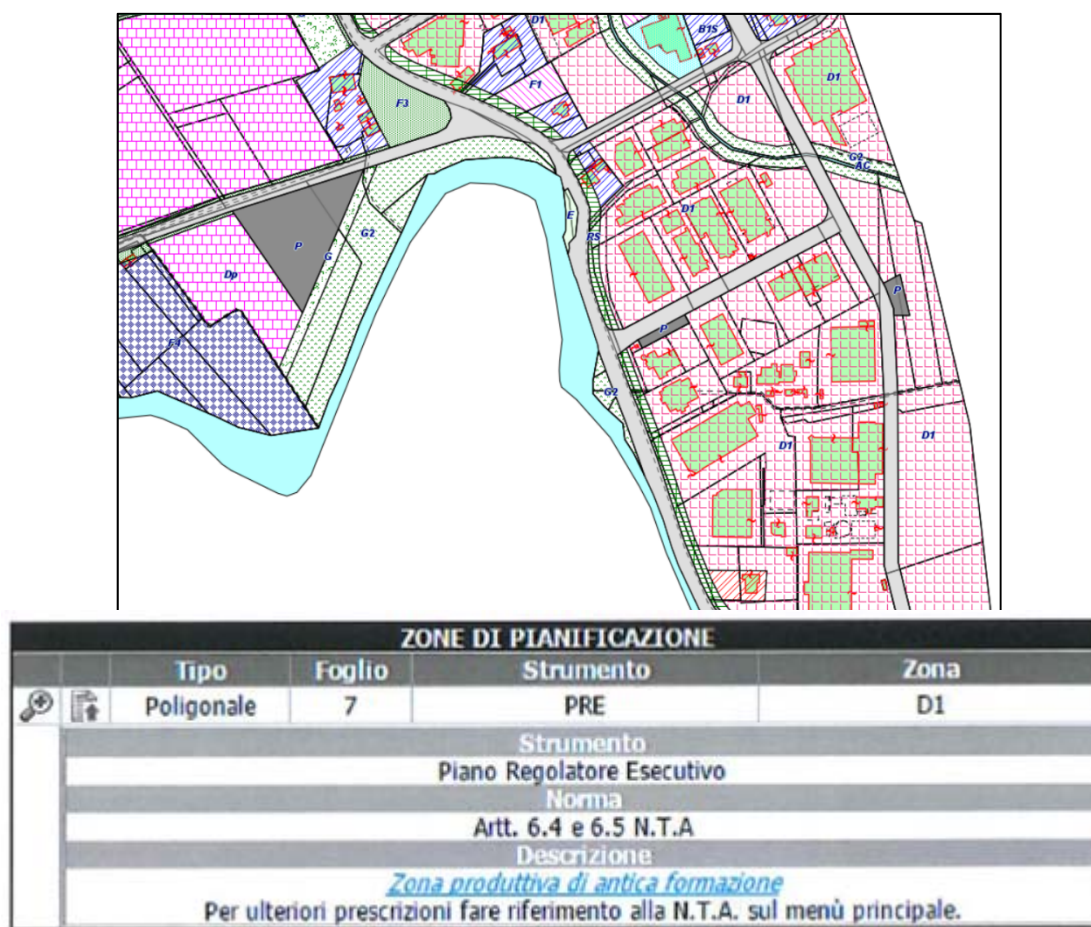 D1
B1S
D1
F1
F3
D1
G2
AC
E
D1
RS
G2
P
G
Dp
P
F4
P
G2
D1
D1
ZONE DI PIANIFICAZIONE
Tipo Foglio Strumento Zona
Poligonale 7 PRE D1
Strumento
Piano Regolatore Esecutivo
Norma
Artt. 6.4 e 6.5 N.T.A
Descrizione
Zona produttiva di antica formazione
Per ulteriori prescrizioni fare riferimento alla N.T.A. sul menù principale.